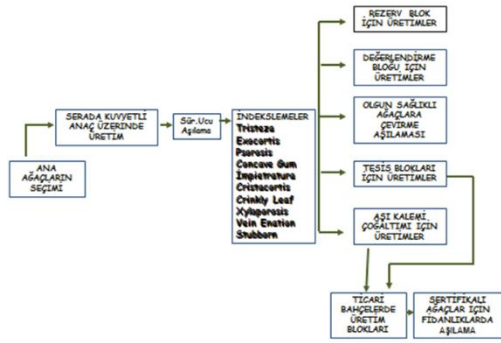 ANA
AĞAÇLARIN
SEÇİMİ
SERADA KUVVETLİ
ANAÇ ÜZERİNDE
ÜRETİM
Sür.Ucu
Aşılama
İNDEKSLEMELER
Tristeza
Exocortis
Psorosis
Concave Gum
İmpietratura
Cristacortis
Crinkly Leaf
Xyloporosis
Vein Enation
Stubborn
REZERV BLOK
İÇİN ÜRETİMLER
DEĞERLENDİRME
BLOĞU İÇİN
ÜRETİMLER
OLGUN SAĞLIKLI
AĞAÇLARA
ÇEVİRME
AŞILAMASI
TESİS BLOKLARI
İÇİN ÜRETİMLER
AŞI KALEMİ
ÇOĞALTIMI İÇİN
ÜRETİMLER
TİCARİ
BAHÇELERDE
ÜRETİM
BLOKLARI
SERTİFİKALI
AĞAÇLAR İÇİN
FİDANLIKLARDA
AŞILAMA